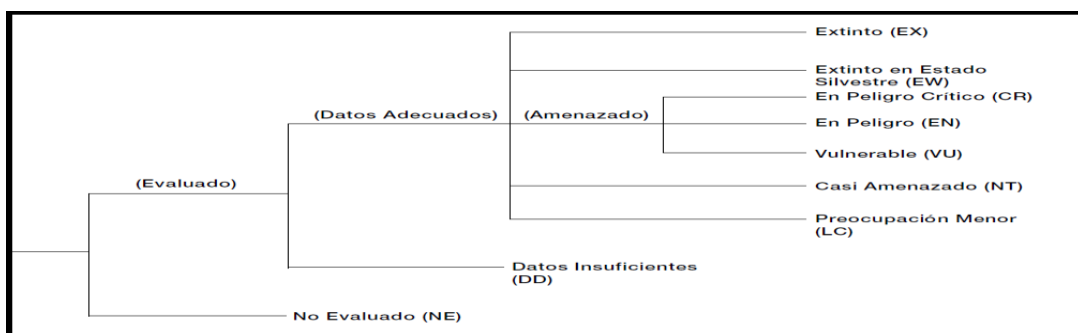 Extinto (EX)
Extinto en Estado
Silvestre (EW)
En Peligro Crítico (CR)
(Datos Adecuados)
(Amenazado)
En Peligro (EN)
Vulnerable (VU)
(Evaluado)
Casi Amenazado (NT)
Preocupación Menor
(LC)
Datos Insuficientes
(DD)
No Evaluado (NE)